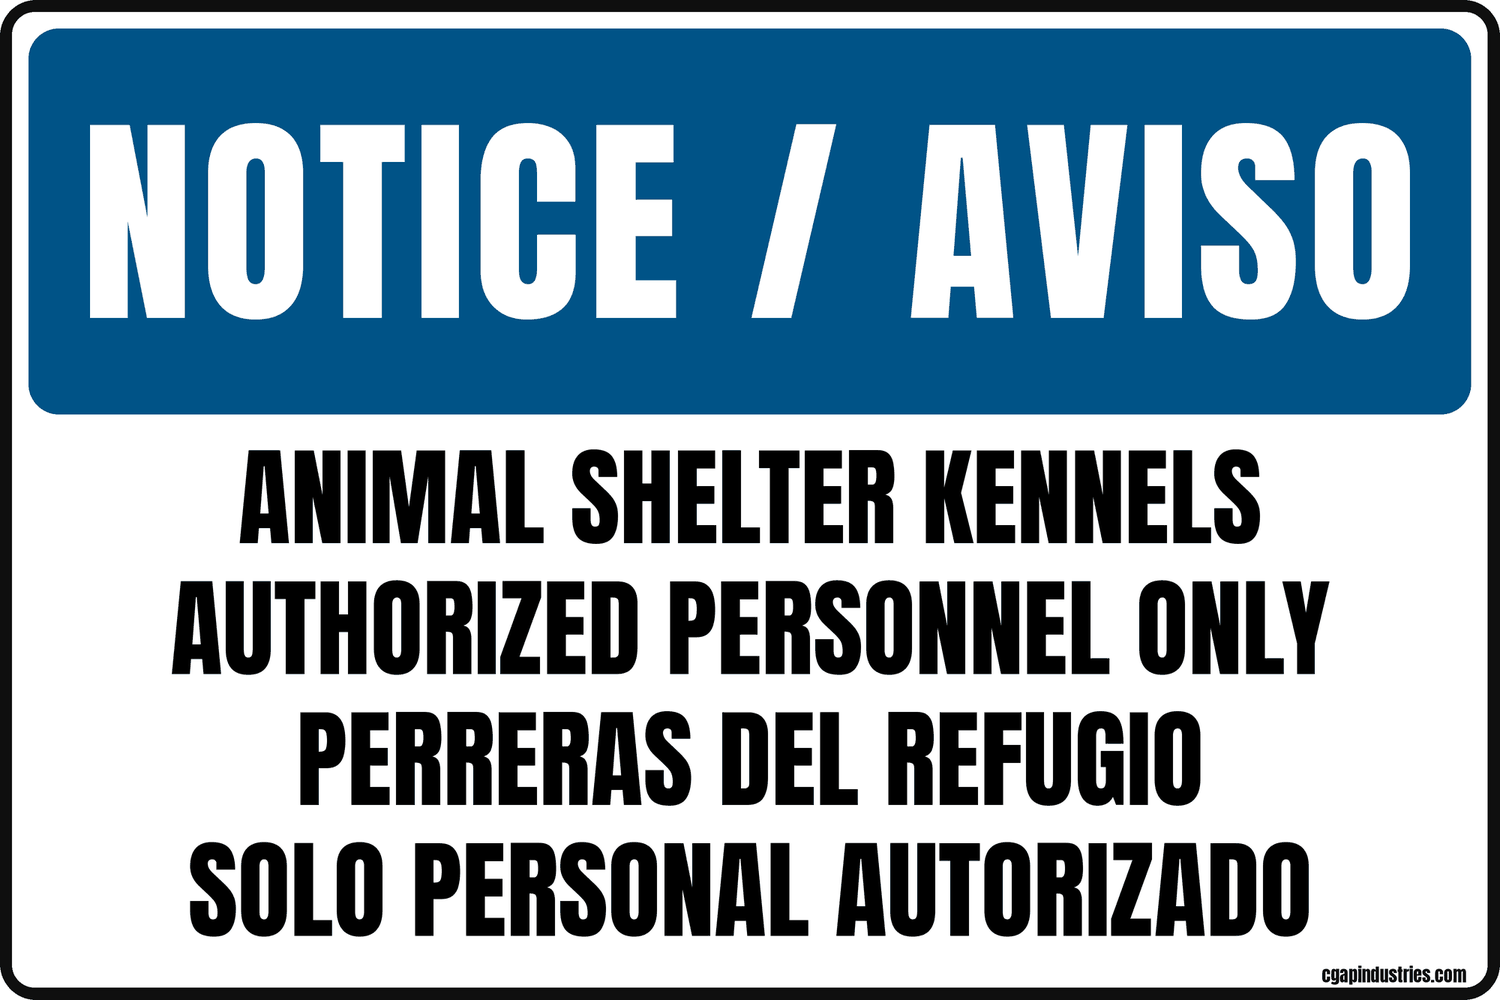 NOTICE / AVISO
ANIMAL SHELTER KENNELS
AUTHORIZED PERSONNEL ONLY
PERRERAS DEL REFUGIO
SOLO PERSONAL AUTORIZADO
cgapindustries.com